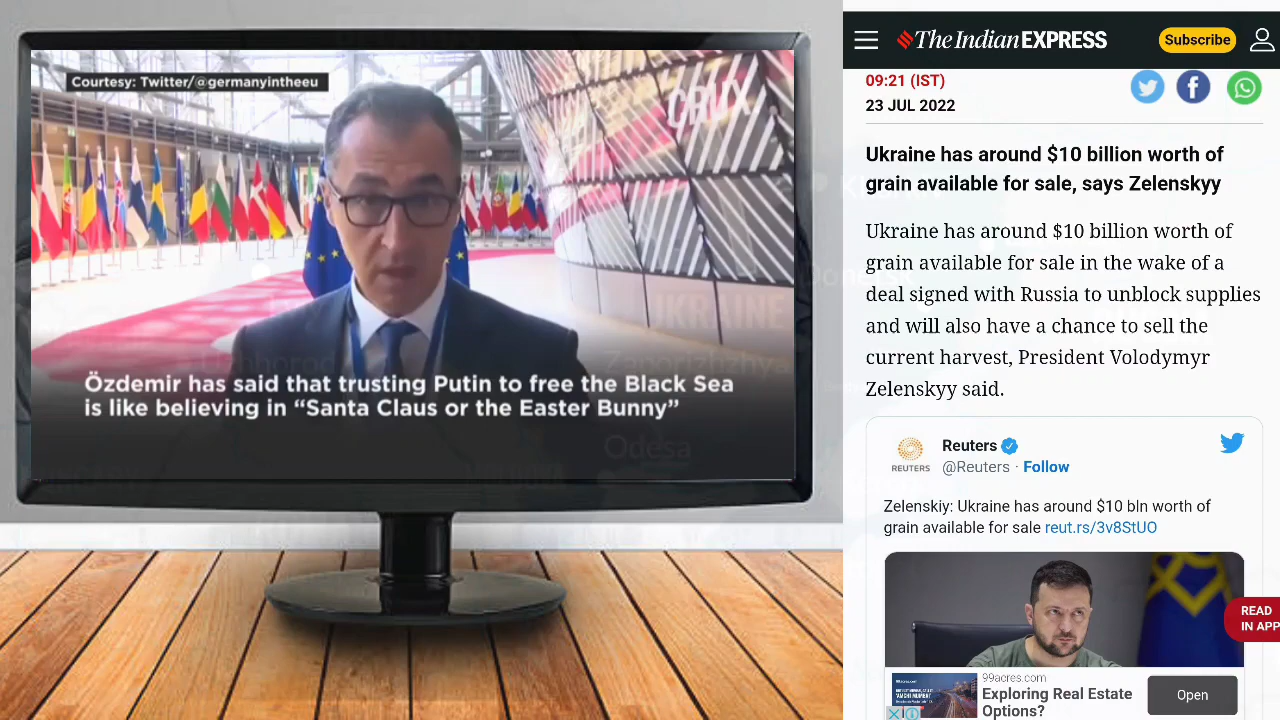 Courtesy: Twitter/@germanyintheeu
CRUX
UKRAINE
Zaporizhzhya
Özdemir has said that trusting Putin to free the Black Sea
is like believing in “Santa Claus or the Easter Bunny”
Odesa
The Indian EXPRESS
Subscribe
09:21 (IST)
23 JUL 2022
Ukraine has around $10 billion worth of
grain available for sale, says Zelenskyy
Ukraine has around $10 billion worth of
grain available for sale in the wake of a
deal signed with Russia to unblock supplies
and will also have a chance to sell the
current harvest, President Volodymyr
Zelenskyy said.
REUTERS
Reuters
@Reuters · Follow
Zelenskiy: Ukraine has around $10 bln worth of
grain available for sale reut.rs/3v8StUO
READ
IN APP
99acres.com
Exploring Real Estate
Options?
Open